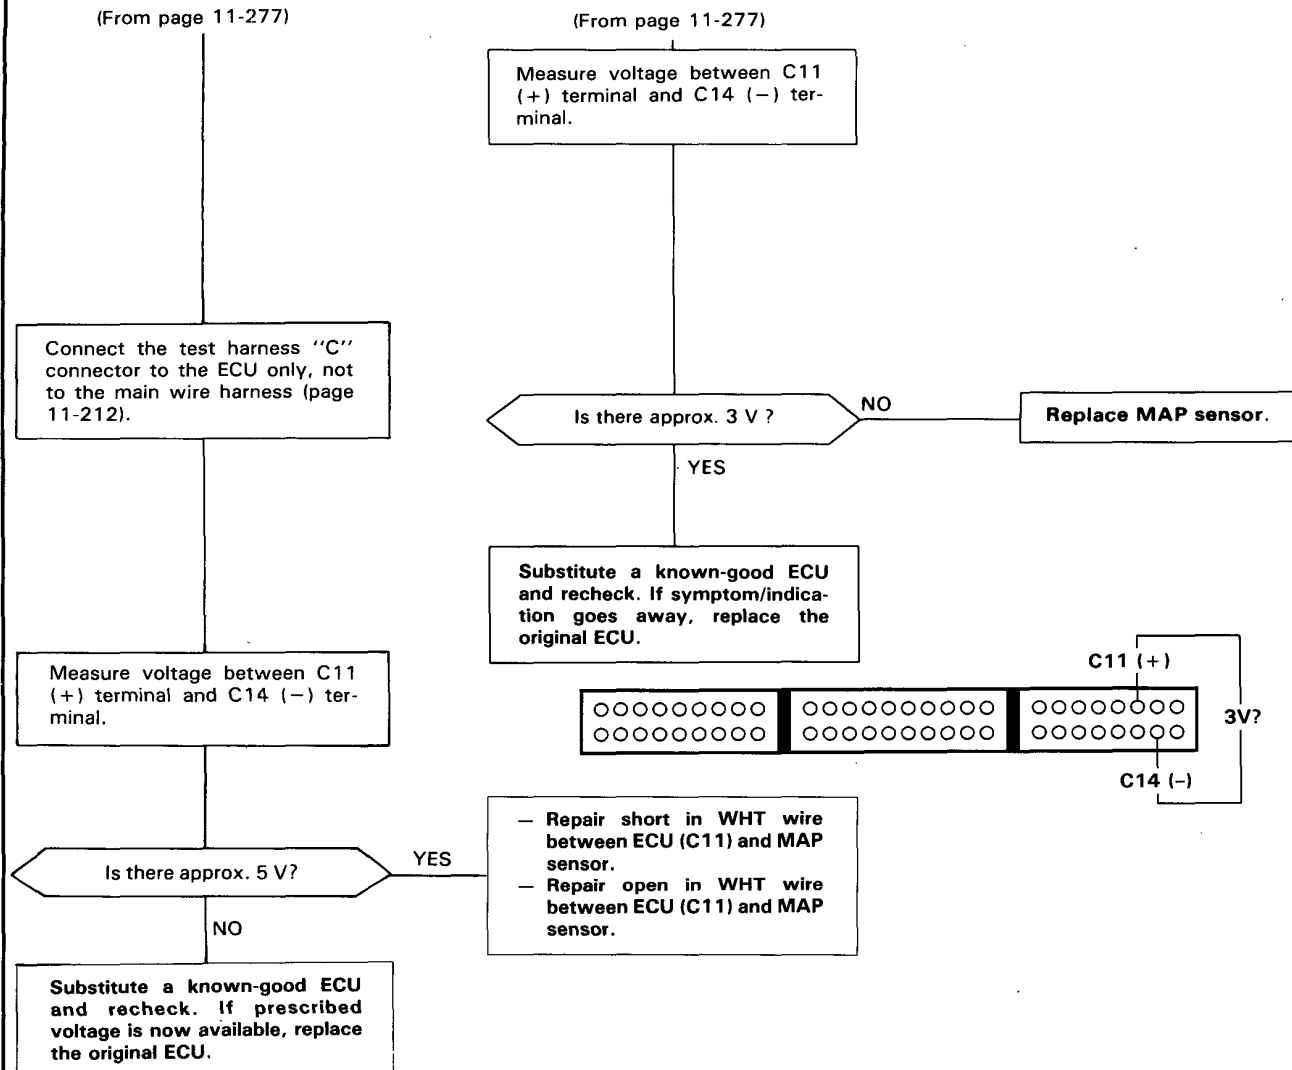 (From page 11-277)
(From page 11-277)
Measure voltage between C11
(+) terminal and C14 (−) ter-
minal.
Connect the test harness "C"
connector to the ECU only, not
to the main wire harness (page
11-212).
Is there approx. 3 V ?
NO
Replace MAP sensor.
YES
Substitute a known-good ECU
and recheck. If symptom/indica-
tion goes away, replace the
original ECU.
Measure voltage between C11
(+) terminal and C14 (−) ter-
minal.
C11 (+)
3V?
C14 (−)
— Repair short in WHT wire
between ECU (C11) and MAP
sensor.
— Repair open in WHT wire
between ECU (C11) and MAP
sensor.
Is there approx. 5 V?
YES
NO
Substitute a known-good ECU
and recheck. If prescribed
voltage is now available, replace
the original ECU.